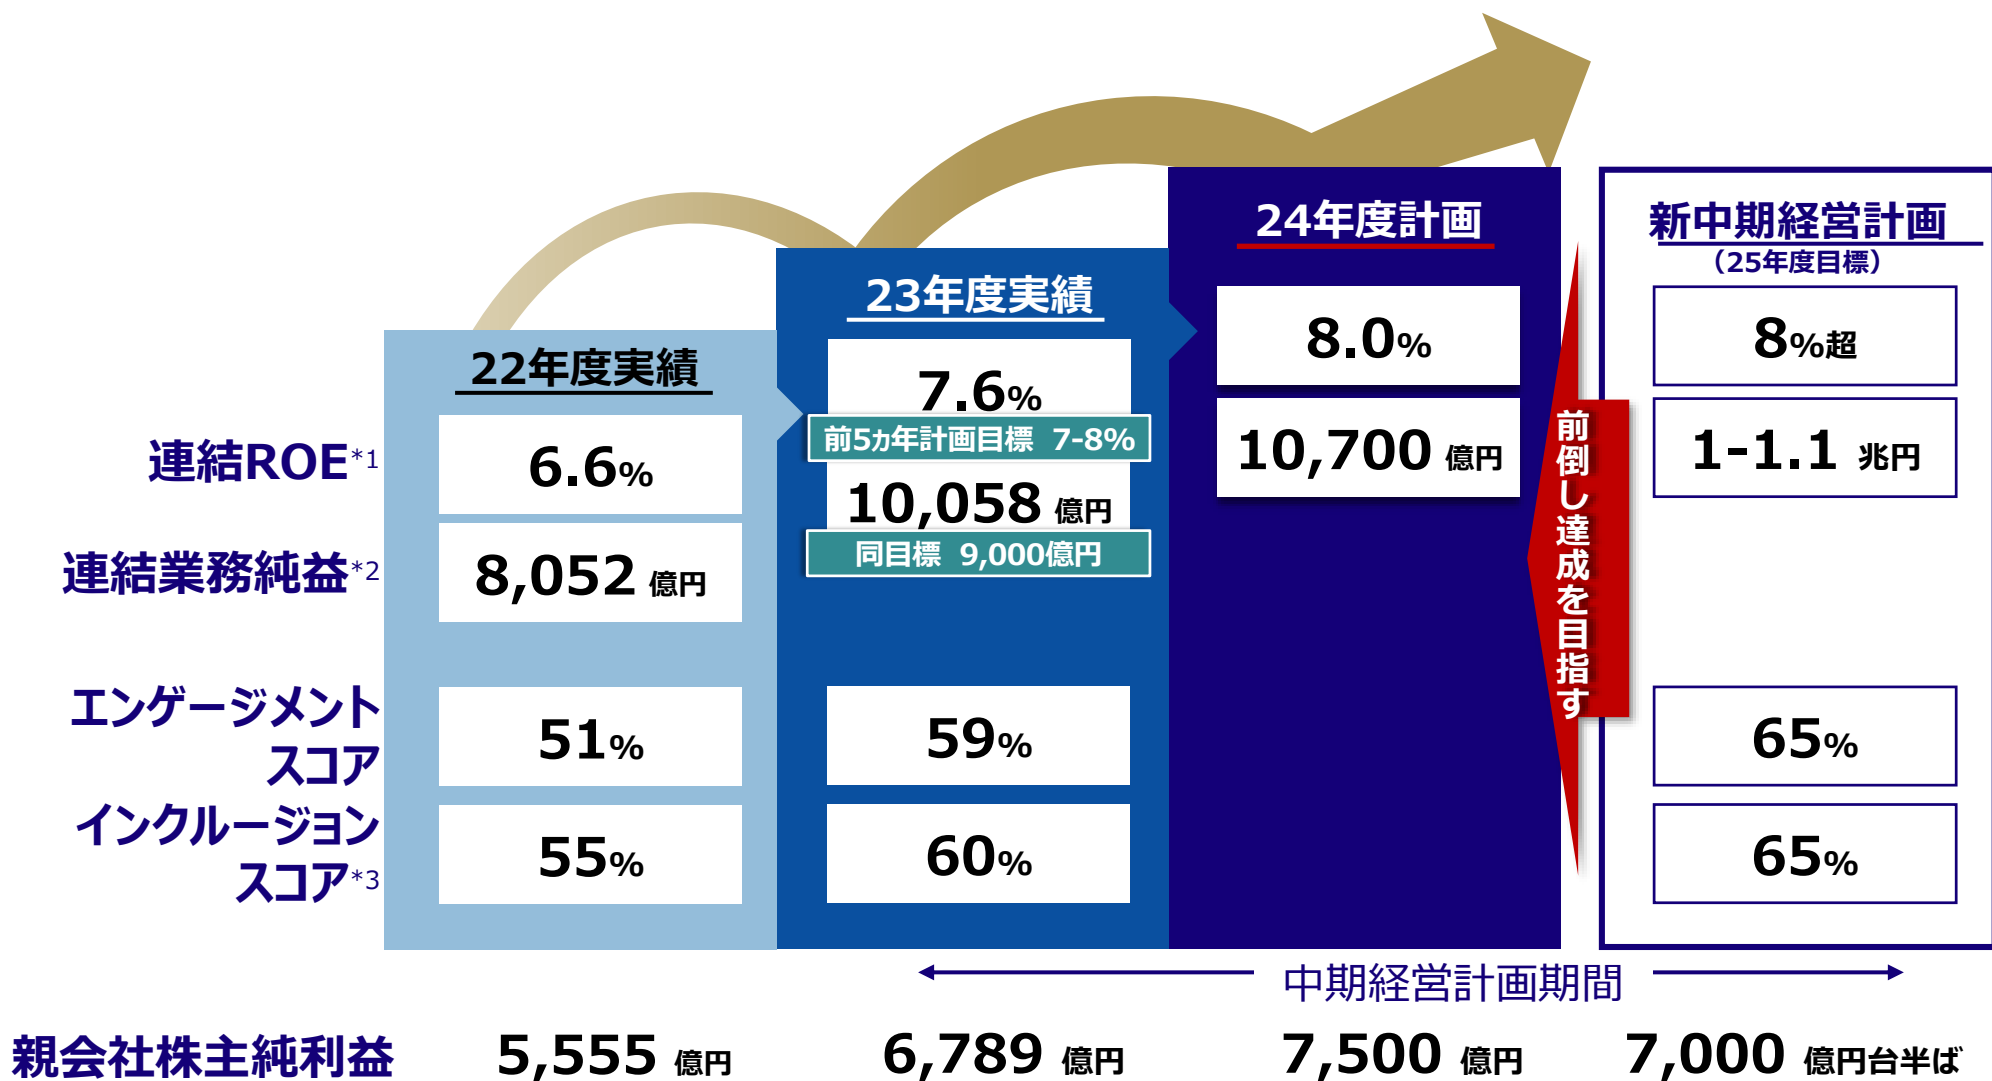 24年度計画
新中期経営計画
（25年度目標）
23年度実績
22年度実績
連結ROE*1
6.6%
7.6%
前5ヵ年計画目標 7-8%
8.0%
8%超
連結業務純益*2
8,052 億円
10,058 億円
同目標 9,000億円
10,700 億円
1-1.1 兆円
前倒し達成を目指す
エンゲージメント
スコア
51%
59%
65%
インクルージョン
スコア*3
55%
60%
65%
中期経営計画期間
親会社株主純利益
5,555 億円
6,789 億円
7,500 億円
7,000 億円台半ば